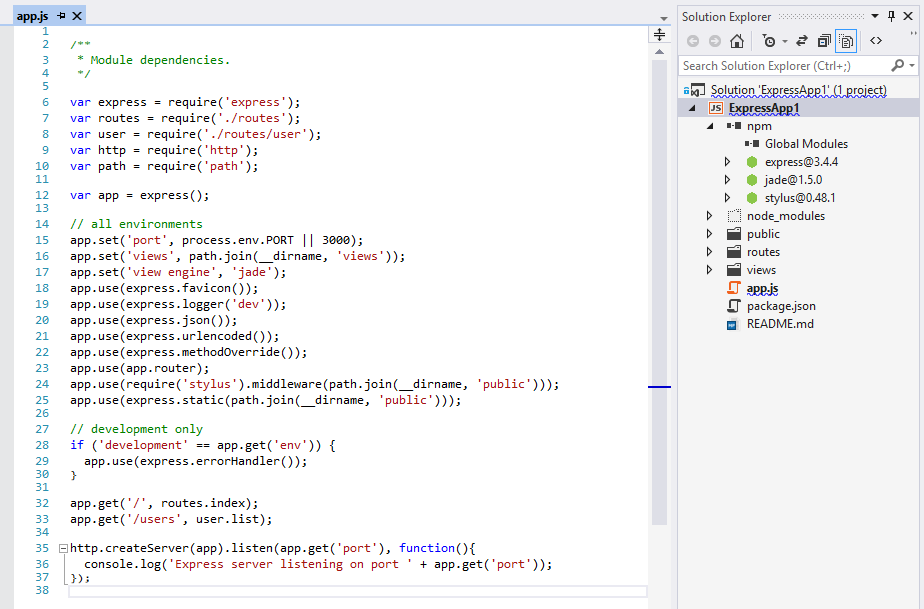 app.js
1
2 /**
3  * Module dependencies.
4  */
5
6 var express = require('express');
7 var routes = require('./routes');
8 var user = require('./routes/user');
9 var http = require('http');
10 var path = require('path');
11
12 var app = express();
13
14 // all environments
15 app.set('port', process.env.PORT || 3000);
16 app.set('views', path.join(__dirname, 'views'));
17 app.set('view engine', 'jade');
18 app.use(express.favicon());
19 app.use(express.logger('dev'));
20 app.use(express.json());
21 app.use(express.urlencoded());
22 app.use(express.methodOverride());
23 app.use(app.router);
24 app.use(require('stylus').middleware(path.join(__dirname, 'public')));
25 app.use(express.static(path.join(__dirname, 'public')));
26
27 // development only
28 if ('development' == app.get('env')) {
29   app.use(express.errorHandler());
30 }
31
32 app.get('/', routes.index);
33 app.get('/users', user.list);
34
35 http.createServer(app).listen(app.get('port'), function(){
36   console.log('Express server listening on port ' + app.get('port'));
37 });
38
Solution Explorer
Search Solution Explorer (Ctrl+;)
Solution 'ExpressApp1' (1 project)
JS ExpressApp1
npm
Global Modules
express@3.4.4
jade@1.5.0
stylus@0.48.1
node_modules
public
routes
views
app.js
package.json
README.md